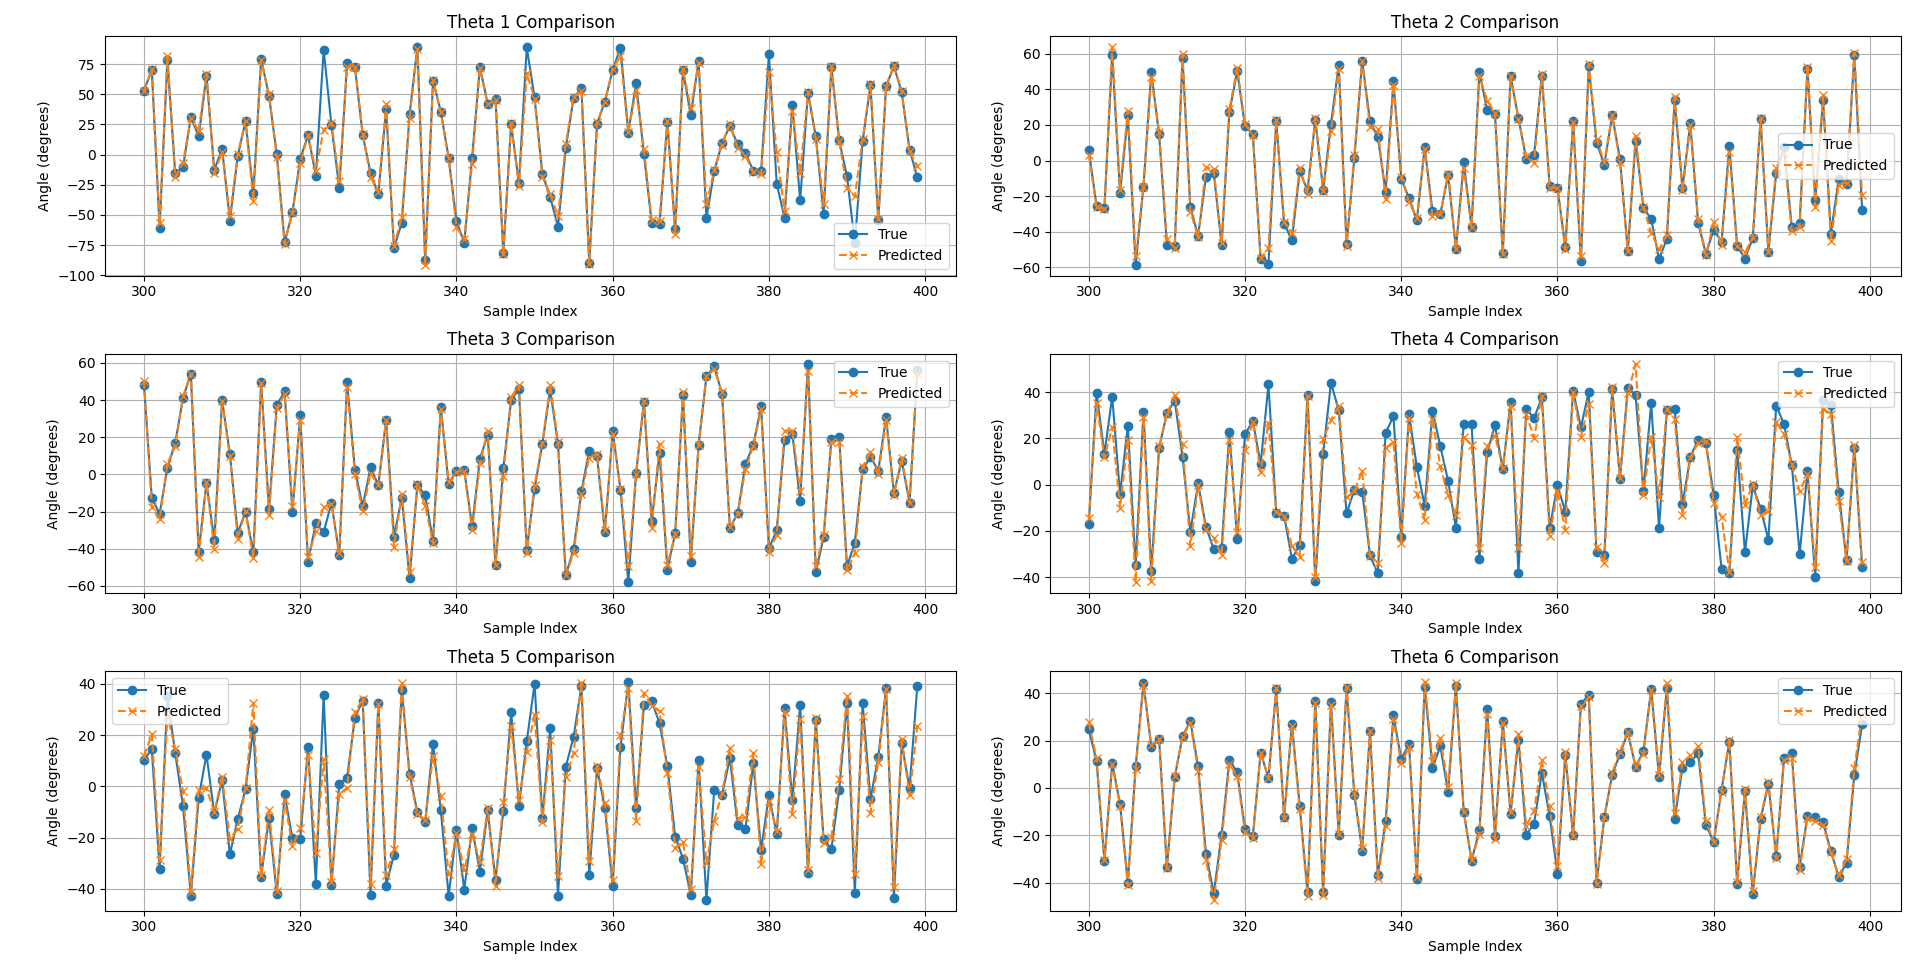 Theta 1 Comparison
Angle (degrees)
75
50
25
0
−25
−50
−75
−100
300
320
340
360
380
400
Sample Index
True
Predicted
Theta 2 Comparison
Angle (degrees)
60
40
20
0
−20
−40
−60
300
320
340
360
380
400
Sample Index
True
Predicted
Theta 3 Comparison
Angle (degrees)
60
40
20
0
−20
−40
−60
300
320
340
360
380
400
Sample Index
True
Predicted
Theta 4 Comparison
Angle (degrees)
40
20
0
−20
−40
300
320
340
360
380
400
Sample Index
True
Predicted
Theta 5 Comparison
Angle (degrees)
40
20
0
−20
−40
300
320
340
360
380
400
Sample Index
True
Predicted
Theta 6 Comparison
Angle (degrees)
40
20
0
−20
−40
300
320
340
360
380
400
Sample Index
True
Predicted